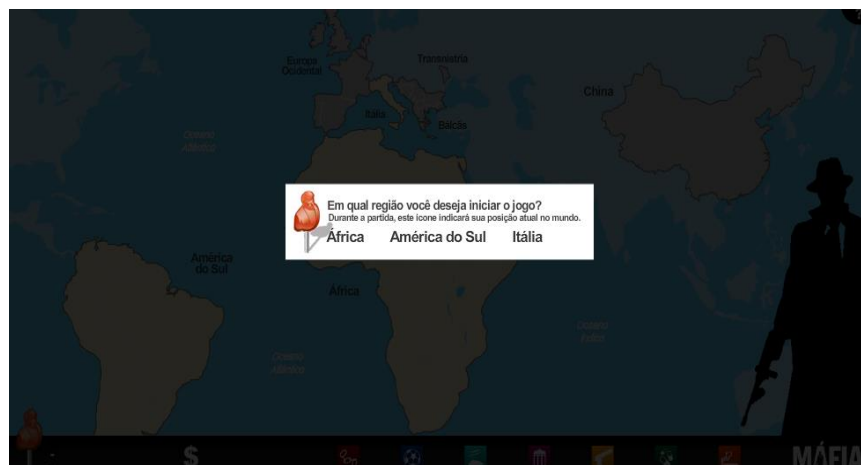 Europa
Ocidental
Transnístria
China
Itália
Bálcãs
Oceano
Atlântico
Em qual região você deseja iniciar o jogo?
Durante a partida, este ícone indicará sua posição atual no mundo.
África América do Sul Itália
América
do Sul
África
Oceano
Índico
Oceano
Atlântico
$
MÁFIA